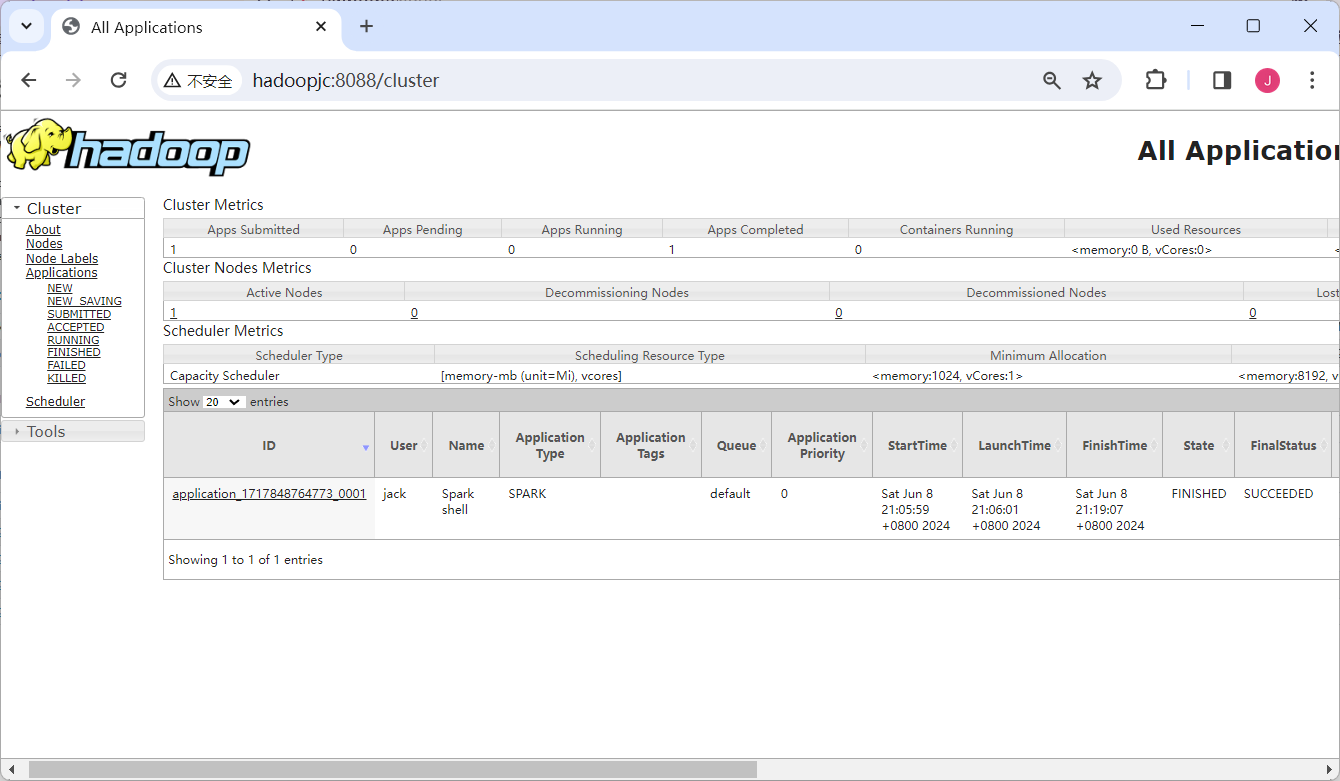 All Applications
不安全 hadoopjc:8088/cluster
J
hadoop
All Application
Cluster
About
Nodes
Node Labels
Applications
NEW
NEW_SAVING
SUBMITTED
ACCEPTED
RUNNING
FINISHED
FAILED
KILLED
Scheduler
Tools
Cluster Metrics
Apps Submitted Apps Pending Apps Running Apps Completed Containers Running Used Resources
1 0 0 1 0 <memory:0 B, vCores:0> <
Cluster Nodes Metrics
Active Nodes Decommissioning Nodes Decommissioned Nodes Lost
1 0 0 0
Scheduler Metrics
Scheduler Type Scheduling Resource Type Minimum Allocation
Capacity Scheduler [memory-mb (unit=Mi), vcores] <memory:1024, vCores:1> <memory:8192, v
Show 20 entries
ID User Name Application Type Application Tags Queue Application Priority StartTime LaunchTime FinishTime State FinalStatus
application_1717848764773_0001 jack Spark shell SPARK default 0 Sat Jun 8 21:05:59 +0800 2024 Sat Jun 8 21:06:01 +0800 2024 Sat Jun 8 21:19:07 +0800 2024 FINISHED SUCCEEDED
Showing 1 to 1 of 1 entries